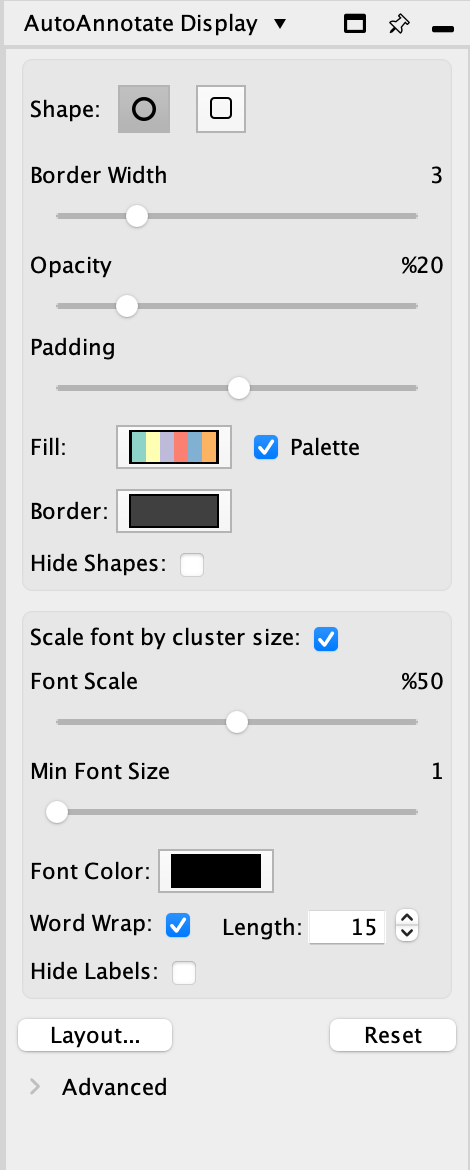 AutoAnnotate Display
Shape:
Border Width 3
Opacity %20
Padding
Fill: Palette
Border:
Hide Shapes:
Scale font by cluster size:
Font Scale %50
Min Font Size 1
Font Color:
Word Wrap: Length: 15
Hide Labels:
Layout... Reset
Advanced